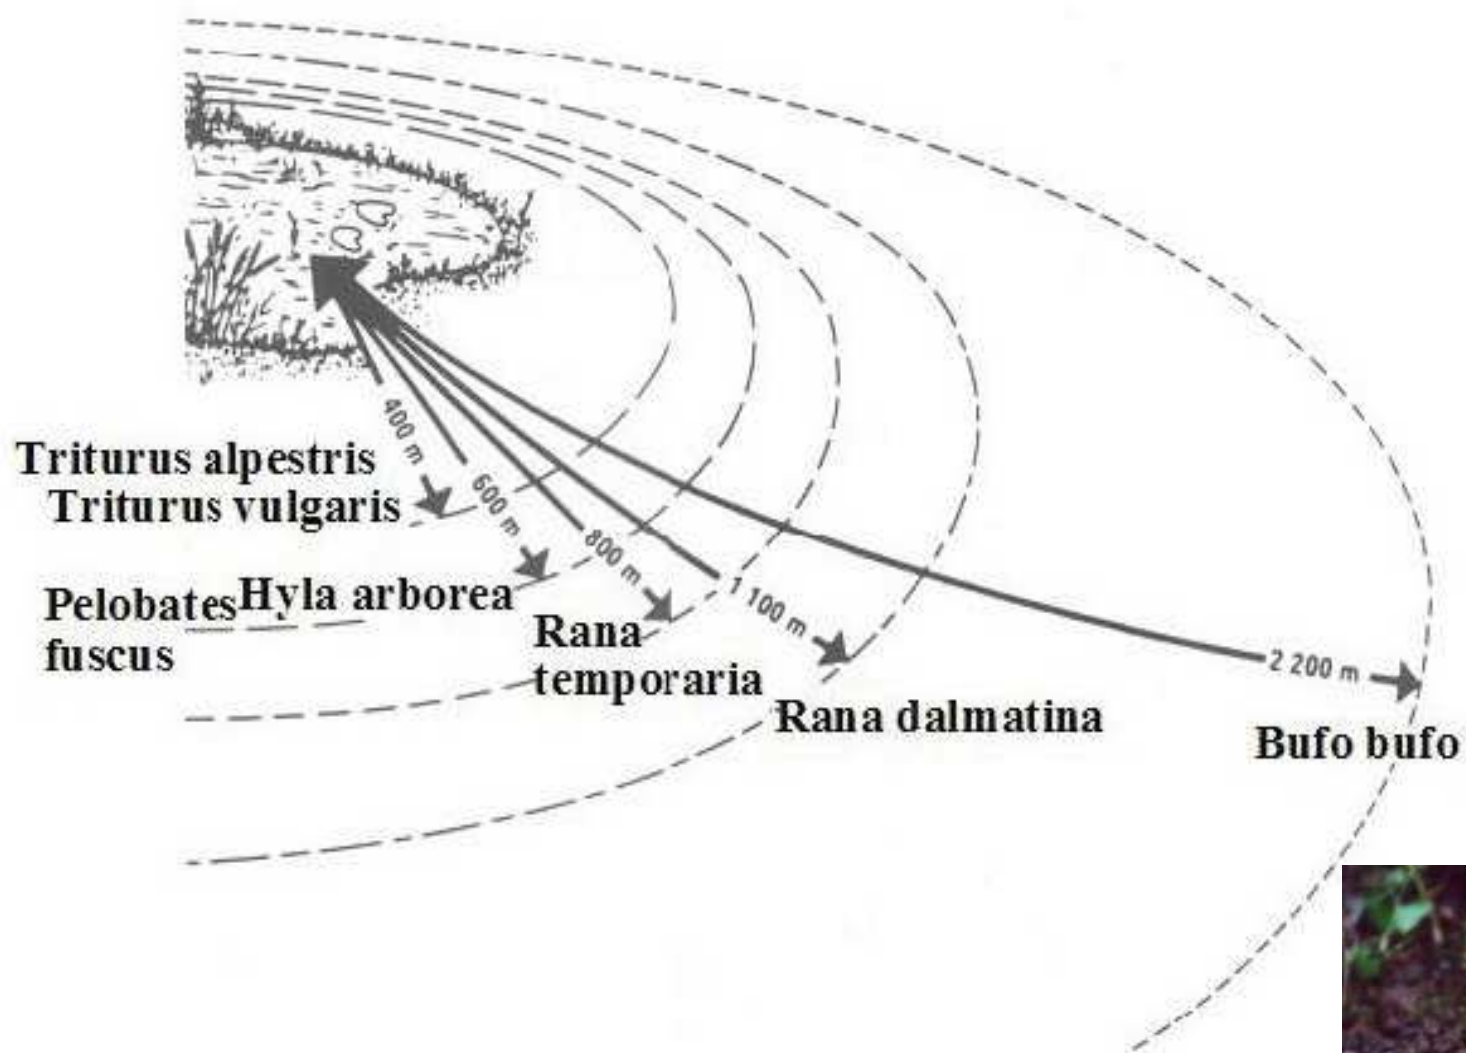 400 m
Triturus alpestris
Triturus vulgaris
600 m
800 m
Pelobates
fuscus
Hyla arborea
1 100 m
Rana
temporaria
2 200 m
Rana dalmatina
Bufo bufo